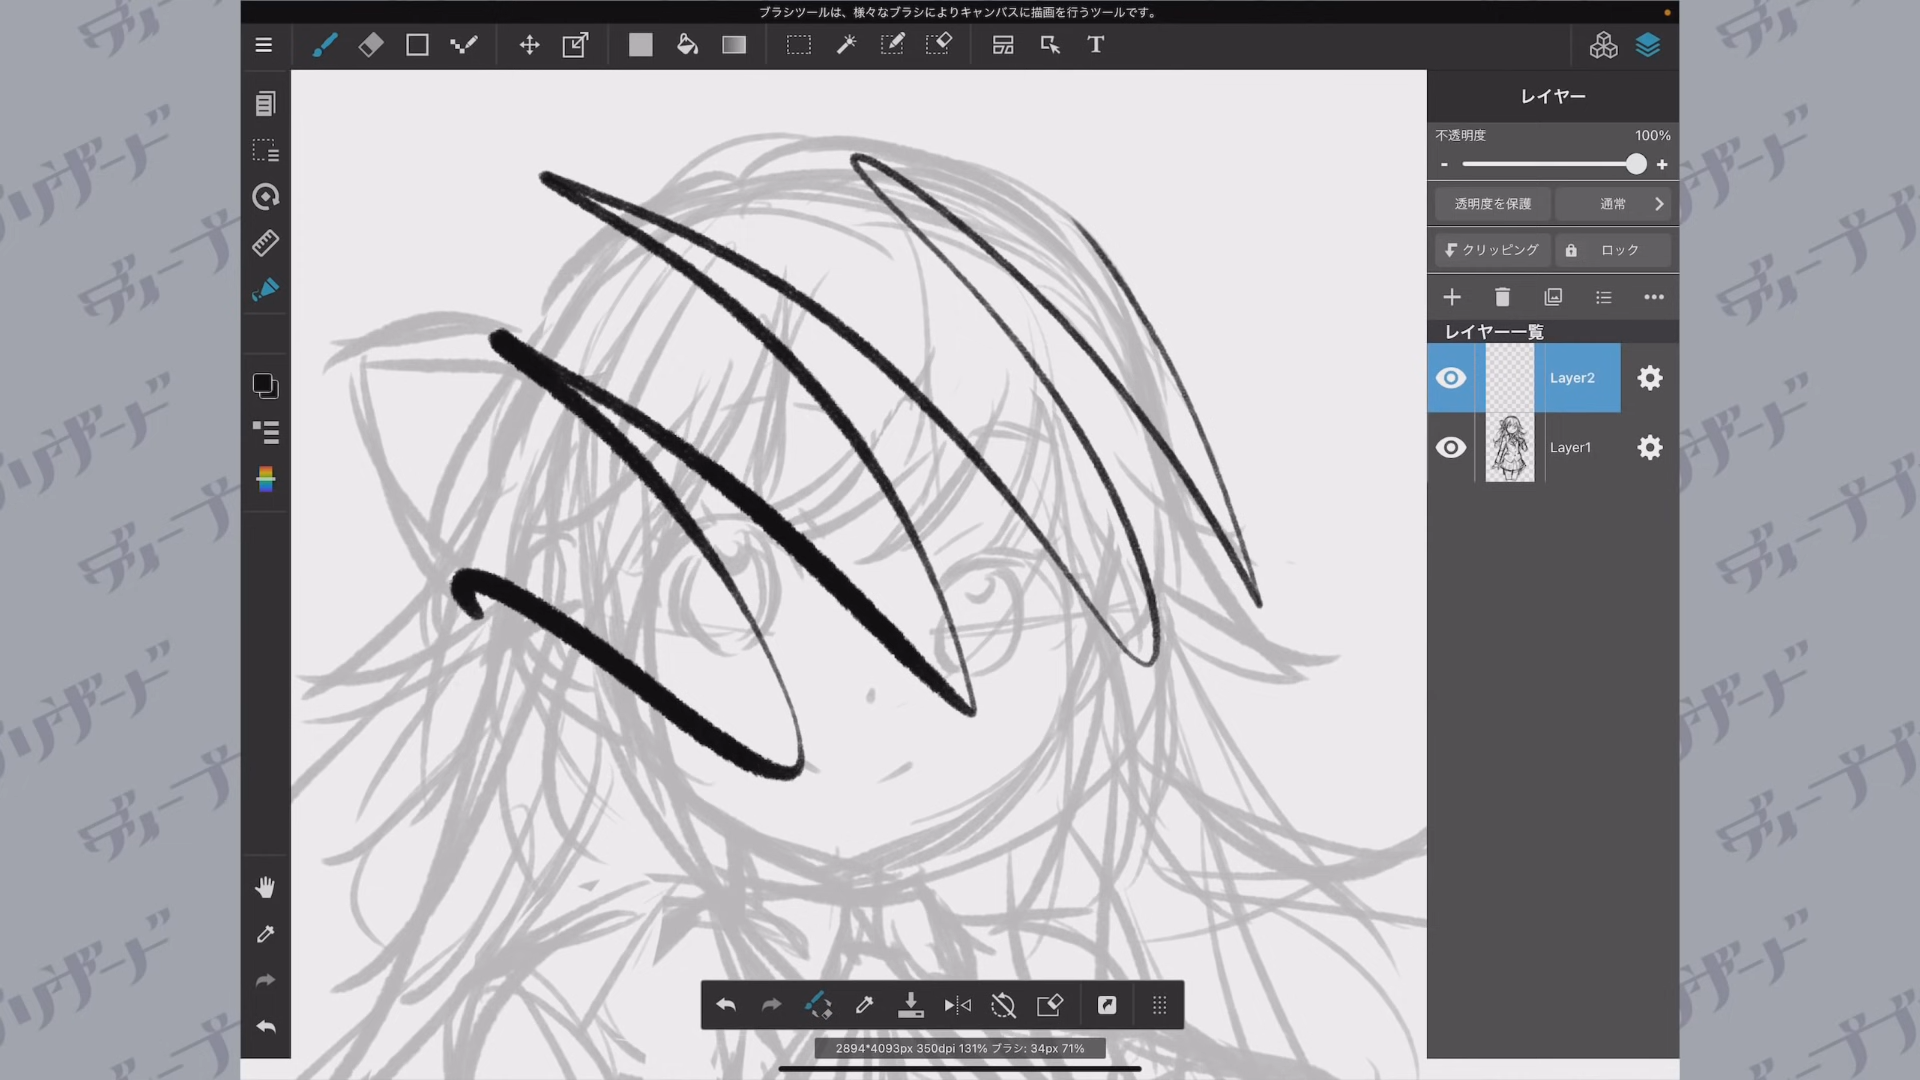 ブラシツールは、様々なブラシによりキャンバスに描画を行うツールです。
T
レイヤー
不透明度 100%
- +
透明度を保護 通常
クリッピング ロック
レイヤー一覧
Layer2
Layer1
2894*4093px 350dpi 131% ブラシ: 34px 71%